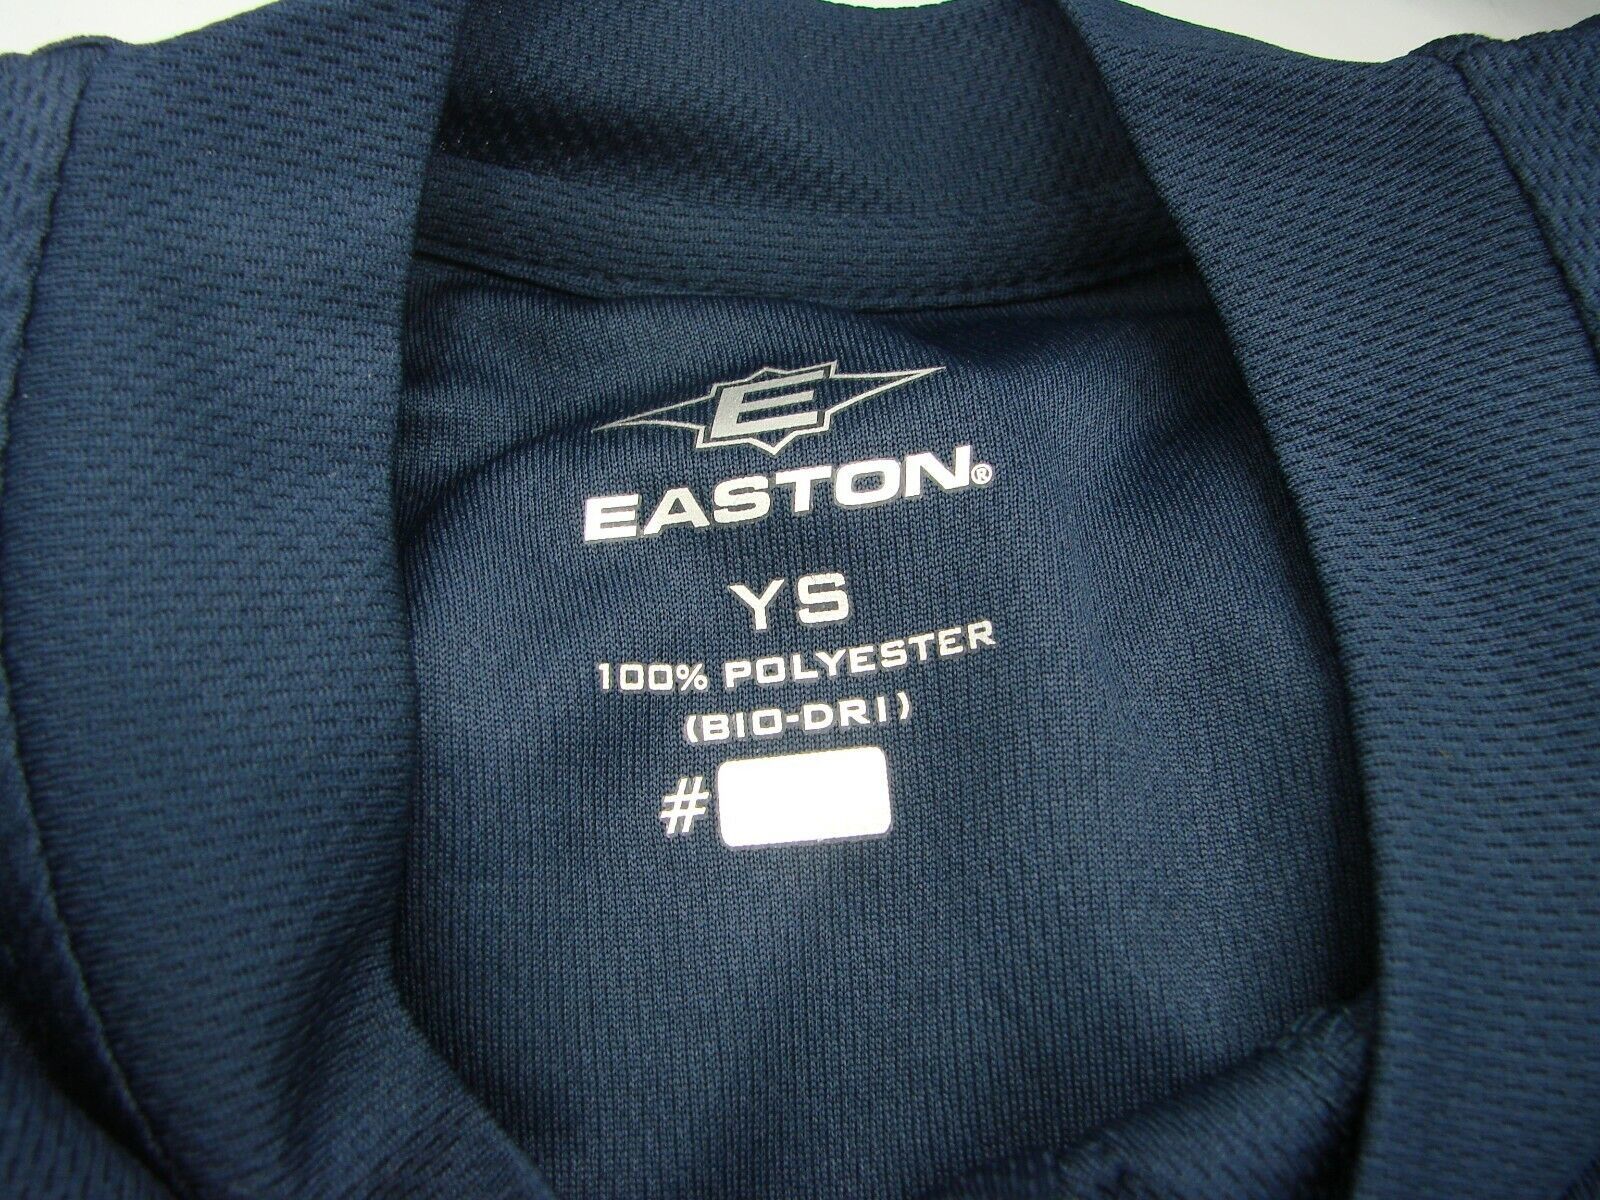 E
EASTON®
YS
100% POLYESTER
(BIO-DRI)
#